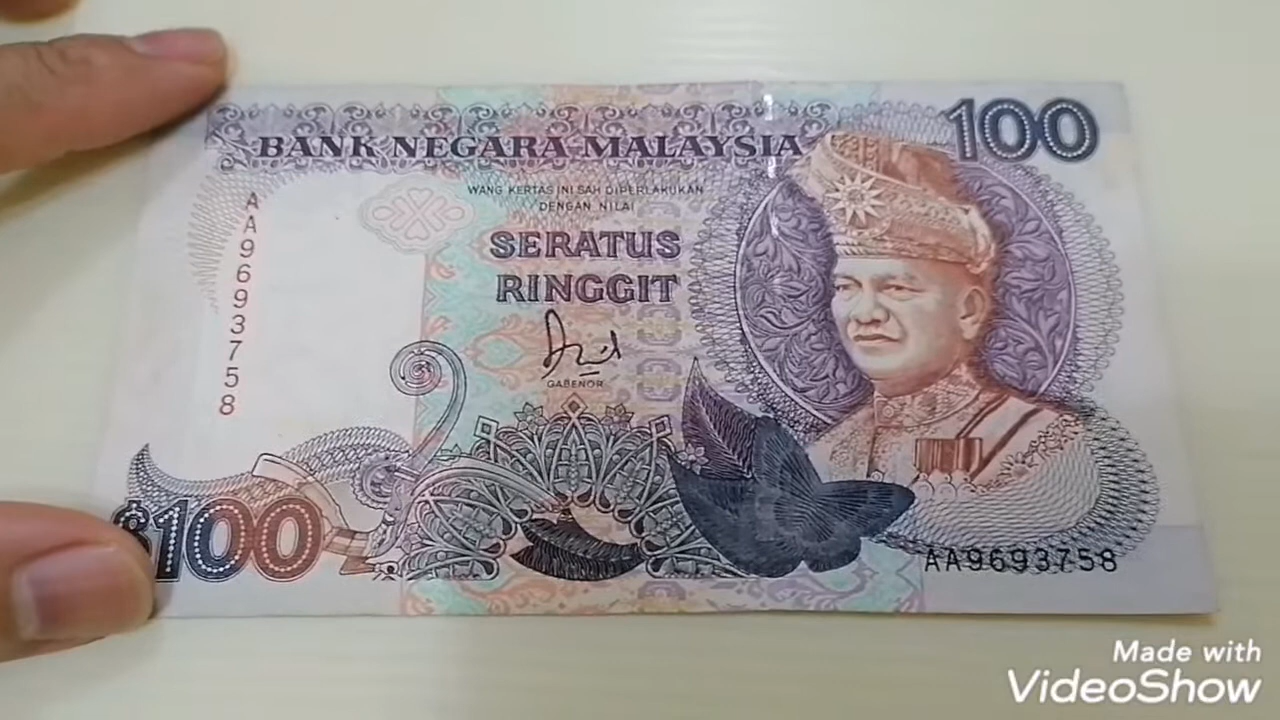 BANK NEGARA MALAYSIA
100
WANG KERTAS INI SAH DIPERLAKUKAN
DENGAN NILAI
SERATUS
RINGGIT
GABENOR
AA9693758
$100
AA9693758
Made with
VideoShow